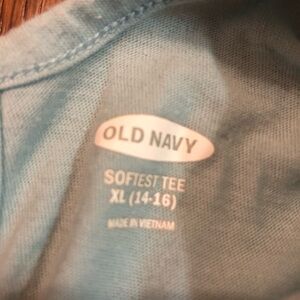 OLD NAVY
SOFTEST TEE
XL (14-16)
MADE IN VIETNAM